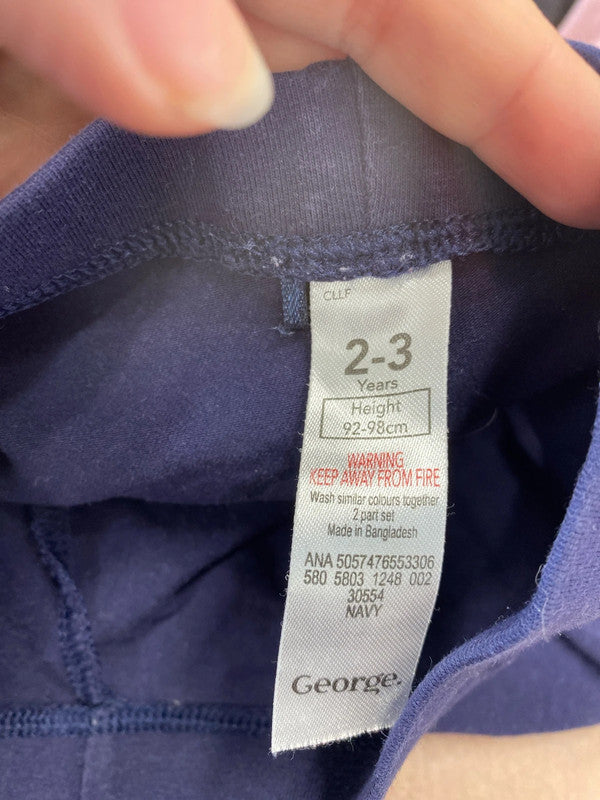 CLLF
2-3
Years
Height
92-98cm
WARNING
KEEP AWAY FROM FIRE
Wash similar colours together
2 part set
Made in Bangladesh
ANA 5057476553306
580 5803 1248 002
30554
NAVY
George.